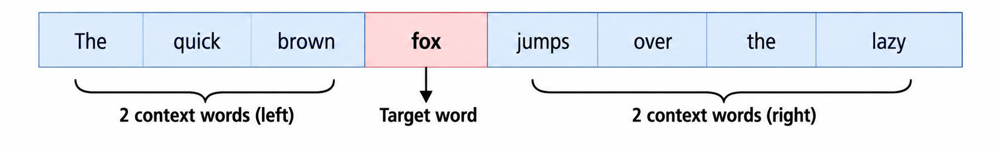 The quick brown fox jumps over the lazy
2 context words (left) Target word 2 context words (right)